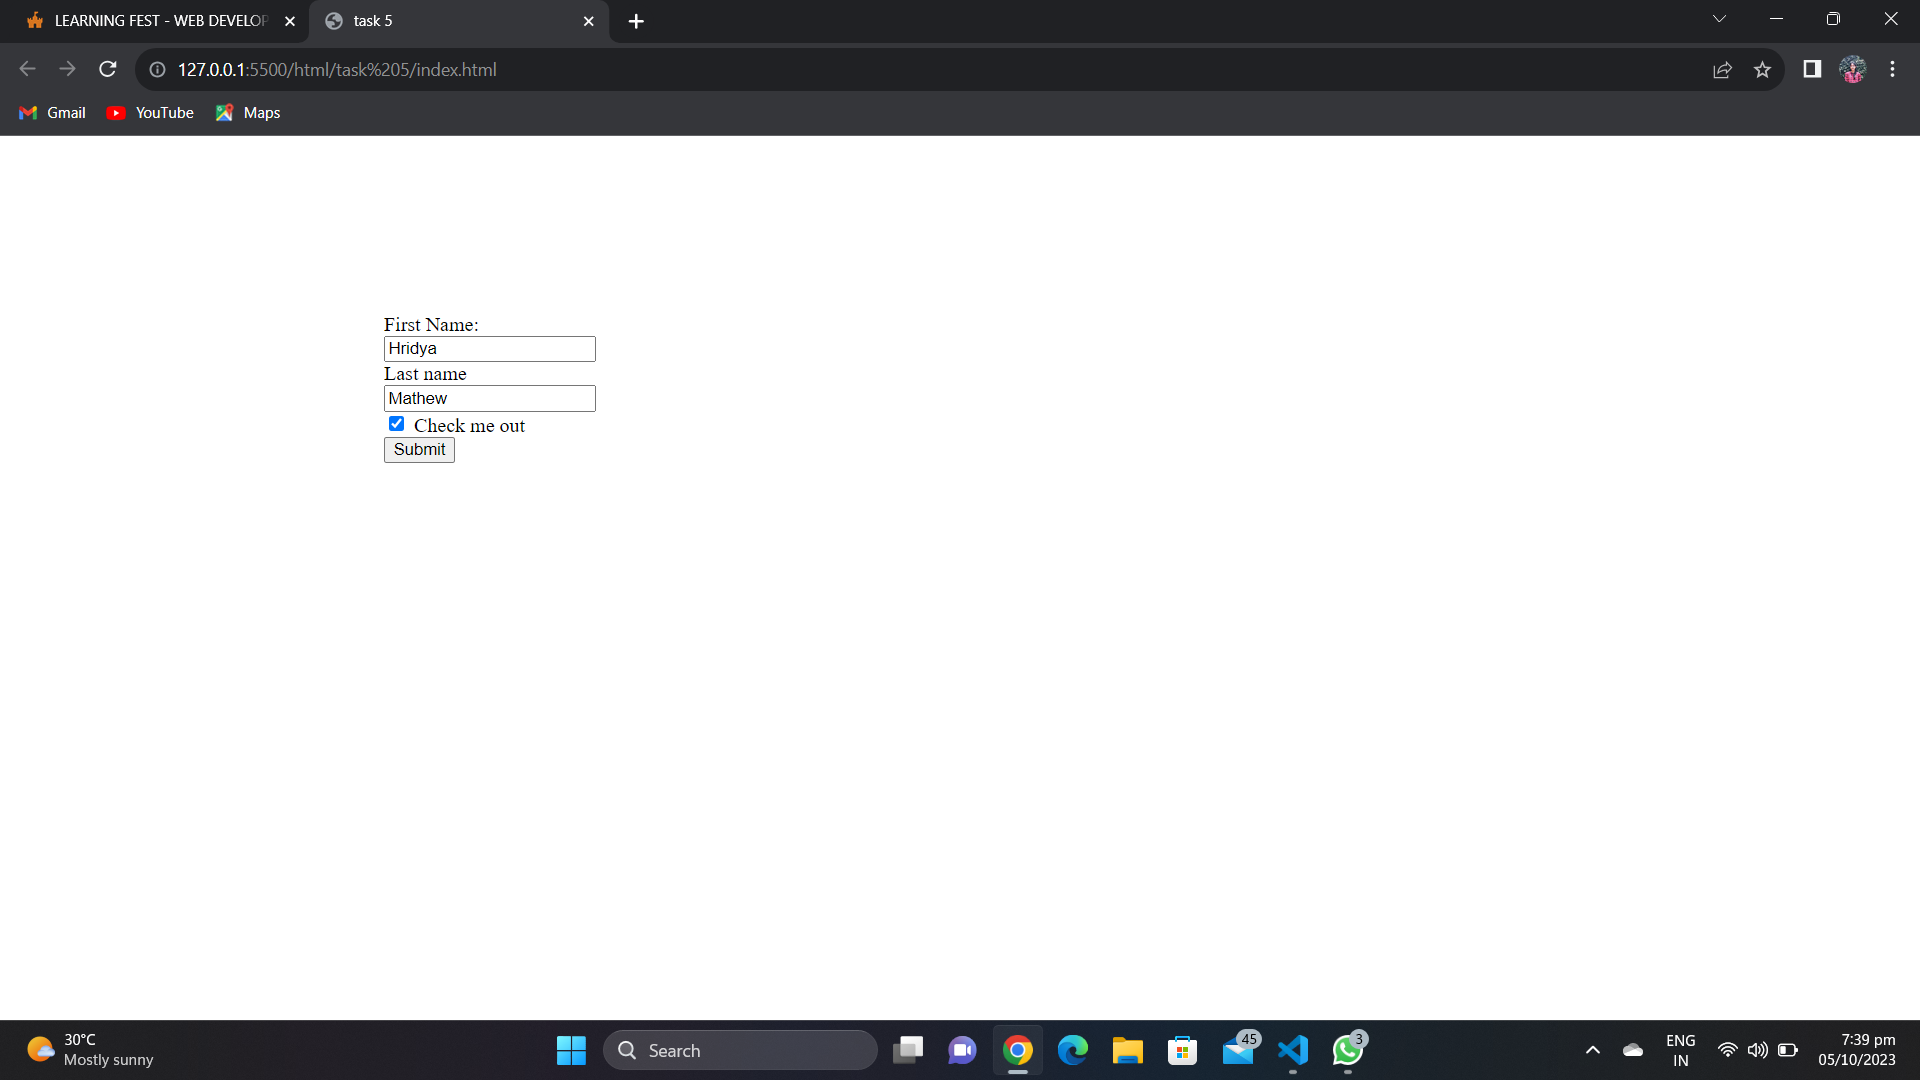 LEARNING FEST - WEB DEVELOP
task 5
127.0.0.1:5500/html/task%205/index.html
Gmail
YouTube
Maps
First Name:
Hridya
Last name
Mathew
Check me out
Submit
30°C
Mostly sunny
Search
45
3
ENG
IN
7:39 pm
05/10/2023